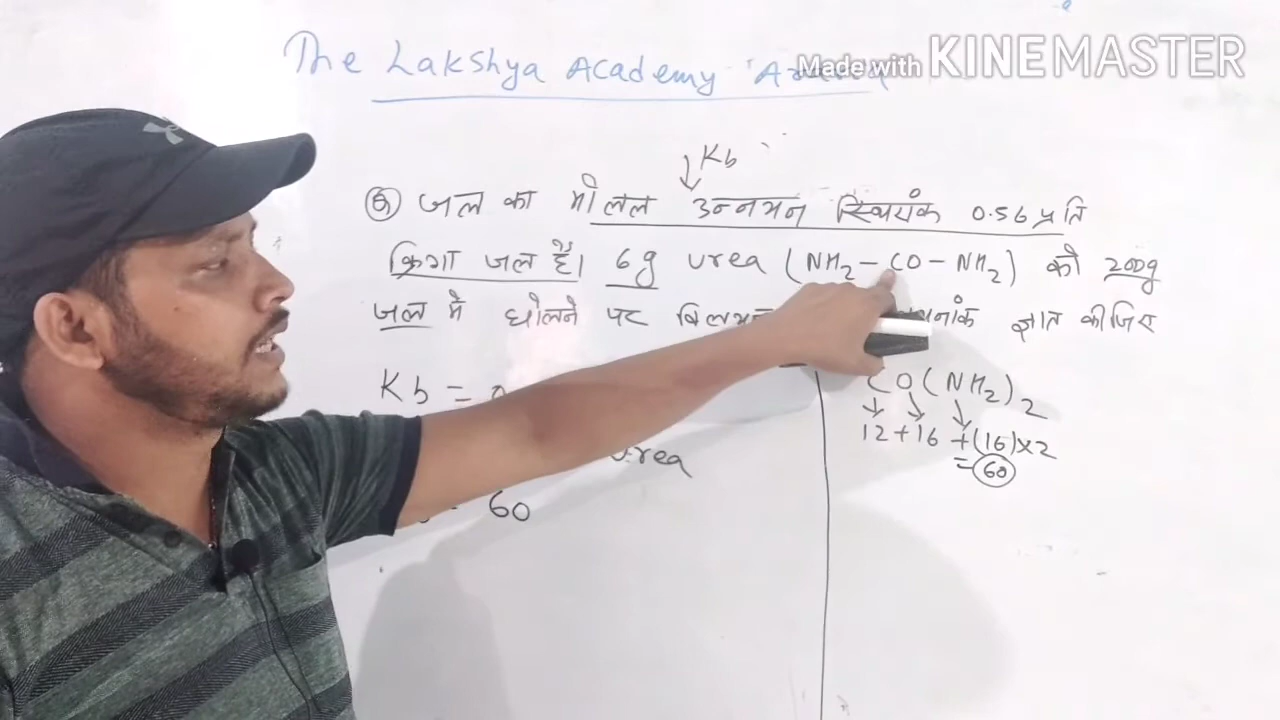 The Lakshya Academy
Made with KINEMASTER
↓Kb
Q जल का मोलल उन्नयन स्थिरांक 0.56 प्रति
किग्रा जल है। 6g urea (NH2-CO-NH2) को 200g
जल मे घोलने पर ज्ञात कीजिए
Kb =
CO(NH2)2
12+16+(16)×2
=60
urea
60